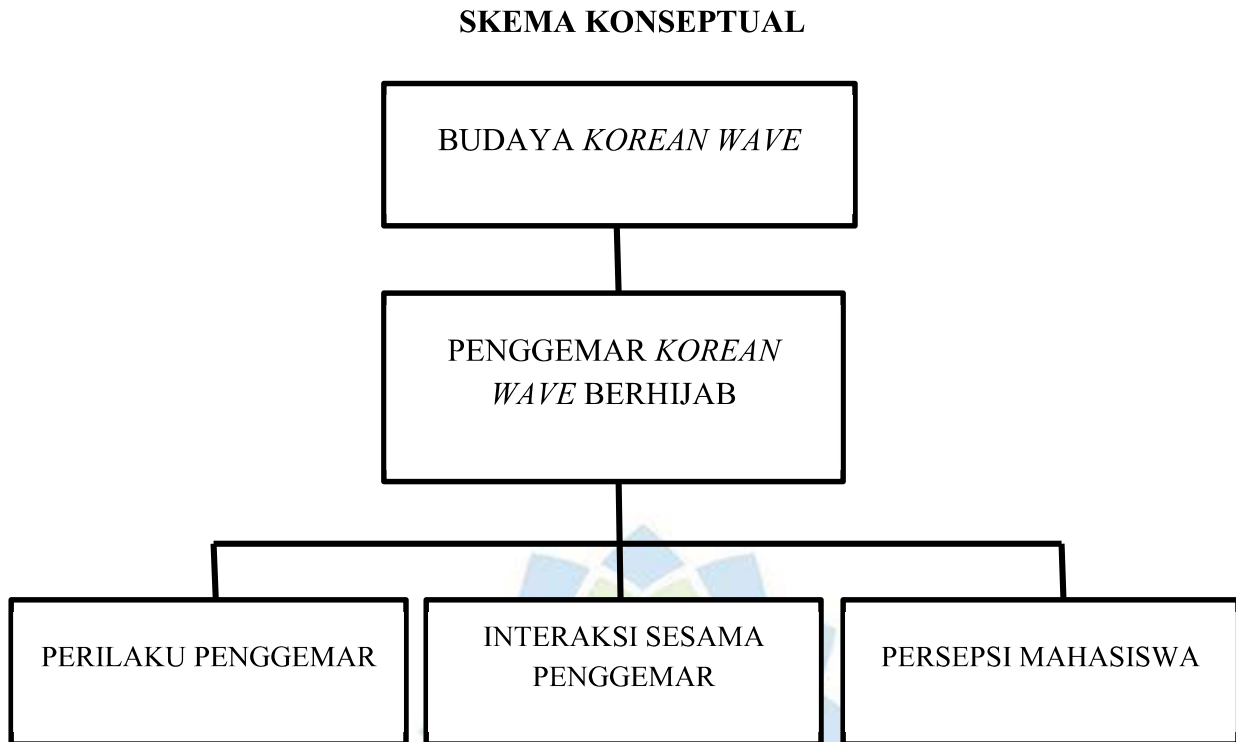 SKEMA KONSEPTUAL
BUDAYA KOREAN WAVE
PENGGEMAR KOREAN
WAVE BERHIJAB
PERILAKU PENGGEMAR
INTERAKSI SESAMA
PENGGEMAR
PERSEPSI MAHASISWA